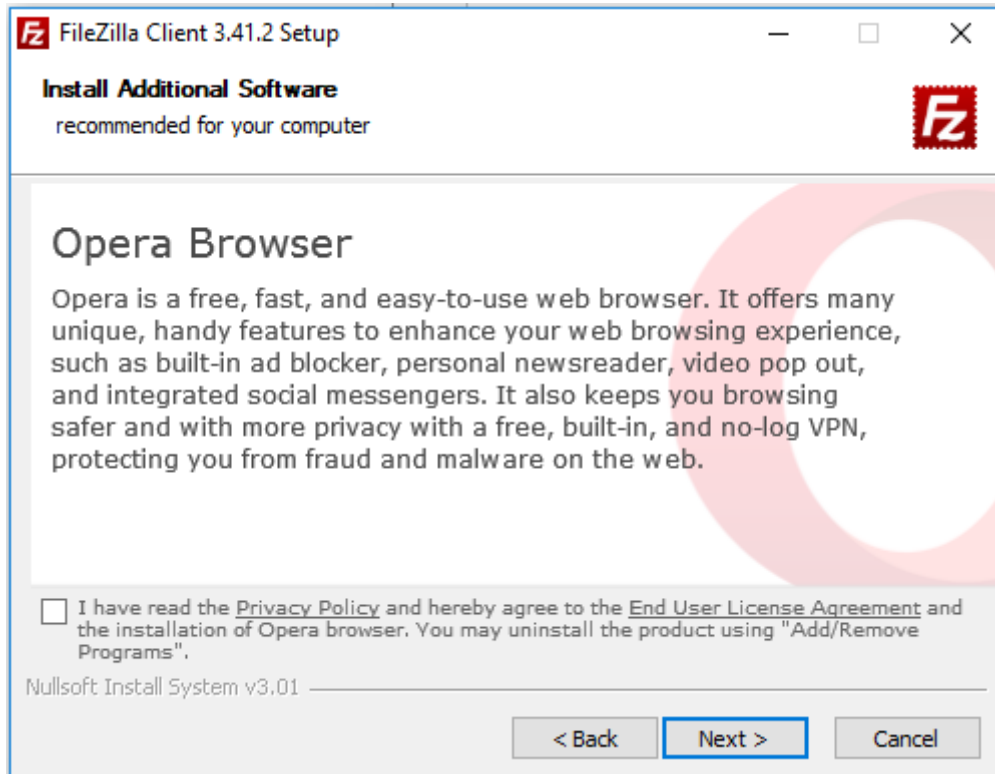 FileZilla Client 3.41.2 Setup
Install Additional Software
recommended for your computer
Fz
Fz
Opera Browser
Opera is a free, fast, and easy-to-use web browser. It offers many
unique, handy features to enhance your web browsing experience,
such as built-in ad blocker, personal newsreader, video pop out,
and integrated social messengers. It also keeps you browsing
safer and with more privacy with a free, built-in, and no-log VPN,
protecting you from fraud and malware on the web.
I have read the Privacy Policy and hereby agree to the End User License Agreement and
the installation of Opera browser. You may uninstall the product using "Add/Remove
Programs".
Nullsoft Install System v3.01
< Back
Next >
Cancel